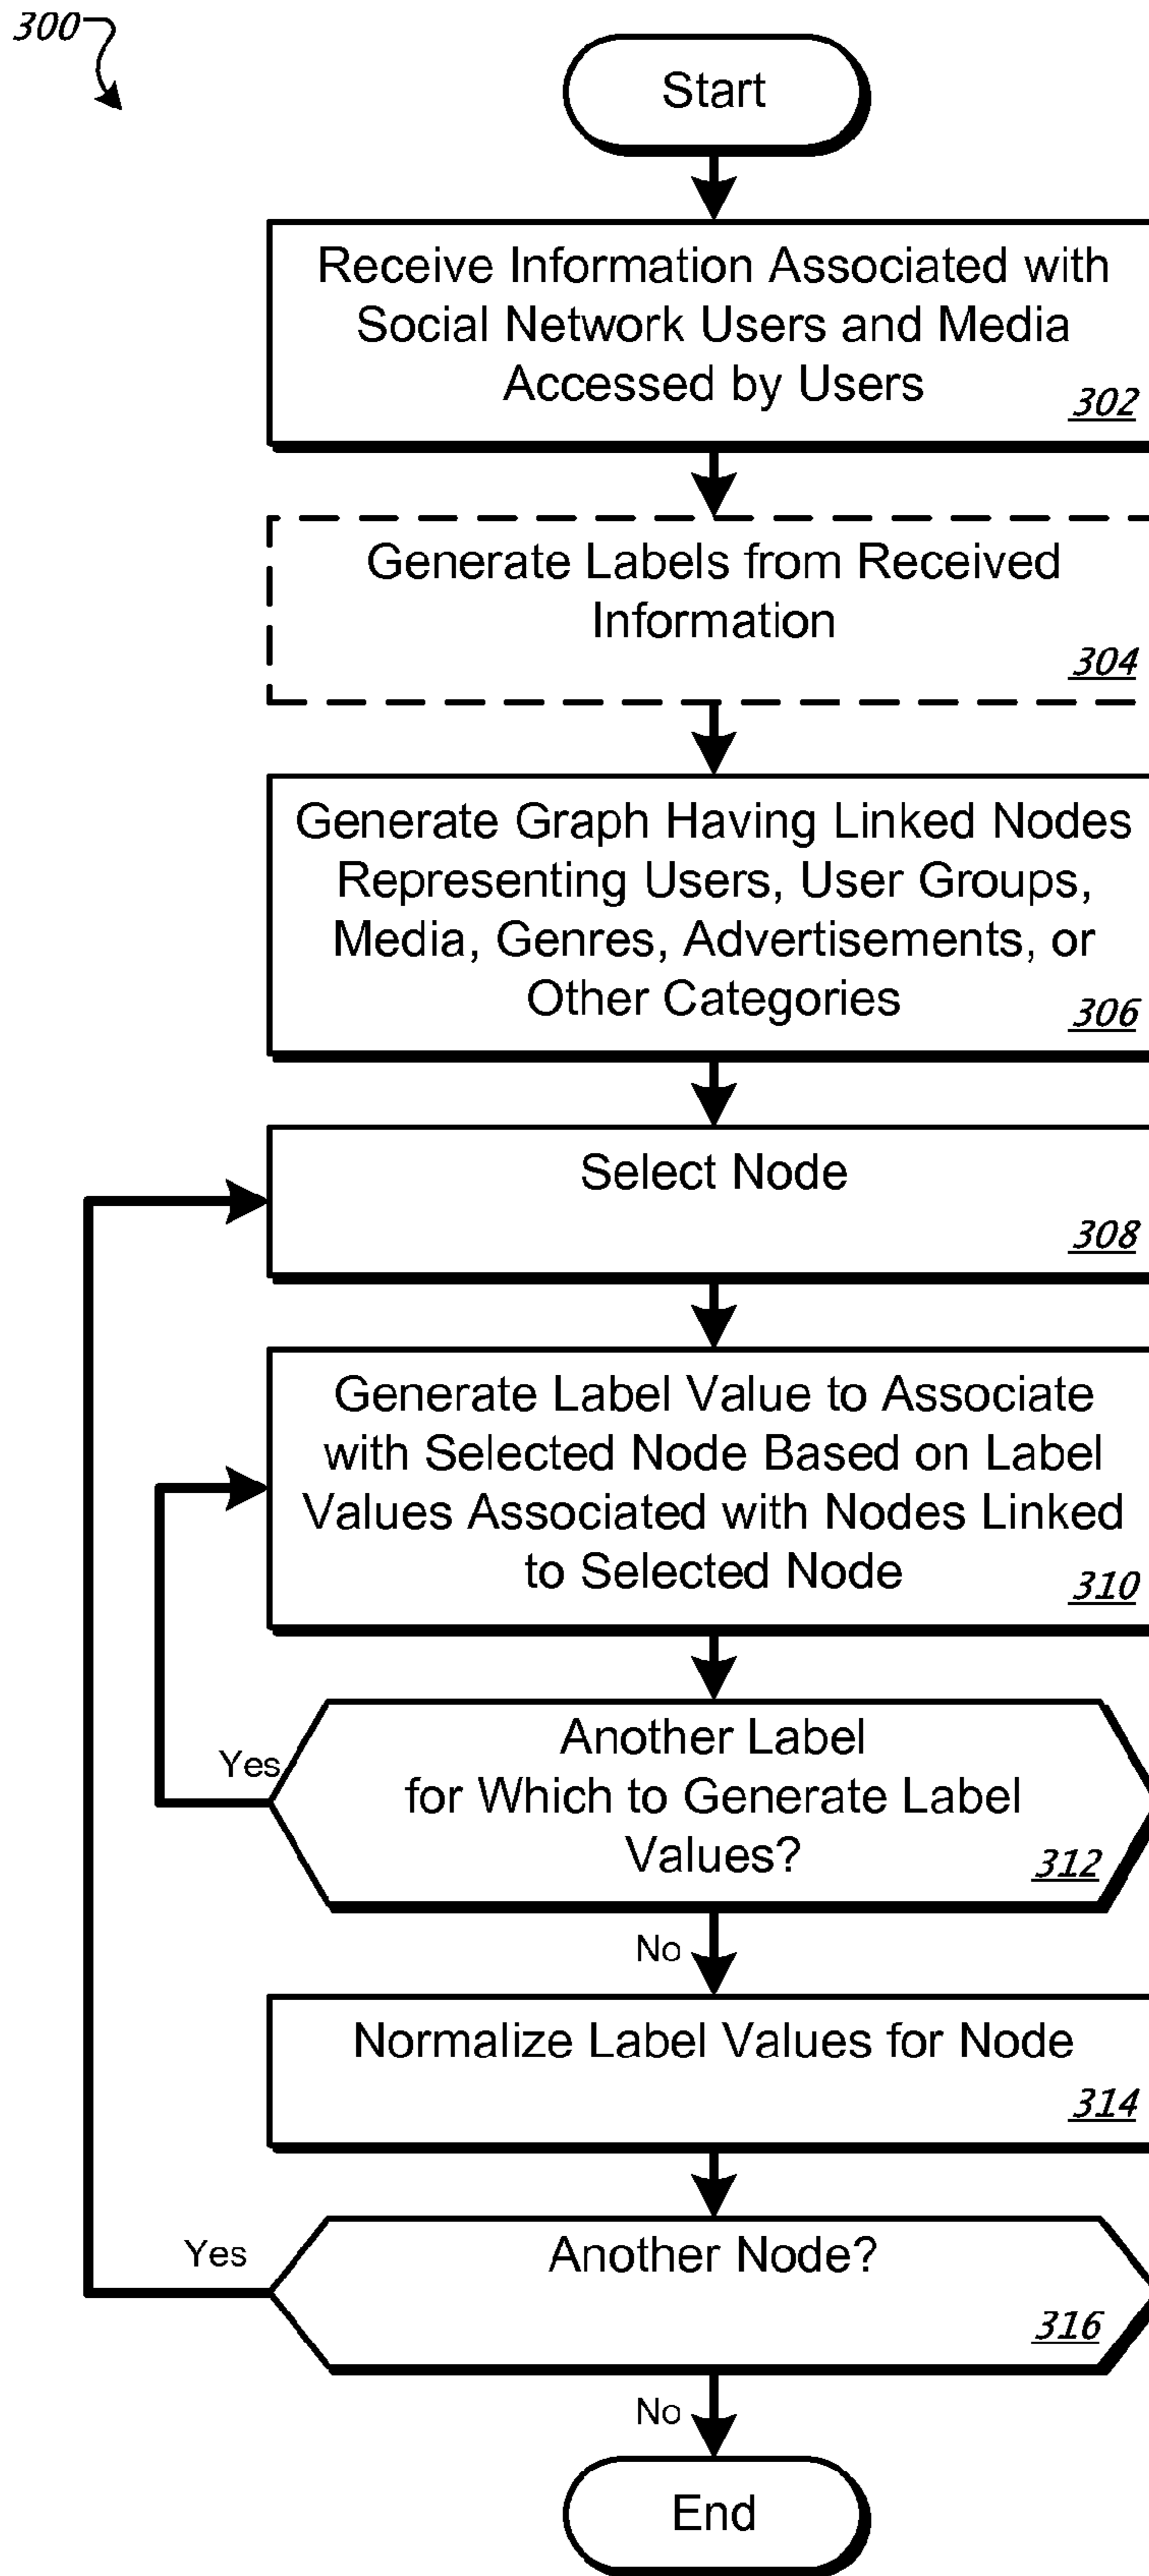 300
Start
Receive Information Associated with
Social Network Users and Media
Accessed by Users
302
Generate Labels from Received
Information
304
Generate Graph Having Linked Nodes
Representing Users, User Groups,
Media, Genres, Advertisements, or
Other Categories
306
Select Node
308
Generate Label Value to Associate
with Selected Node Based on Label
Values Associated with Nodes Linked
to Selected Node
310
Another Label
for Which to Generate Label
Values?
312
Yes
No
Normalize Label Values for Node
314
Another Node?
316
Yes
No
End